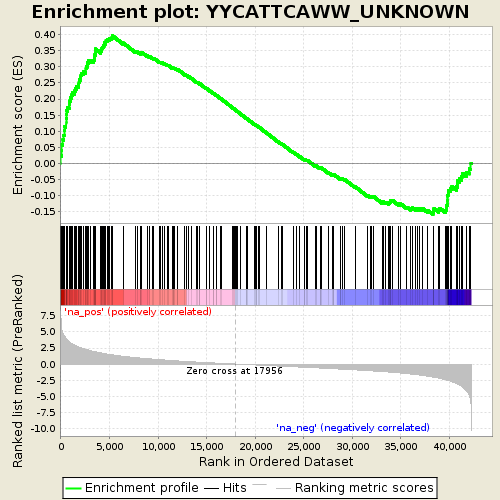 Enrichment plot: YYCATTCAWW_UNKNOWN
Enrichment score (ES)
0.40
0.35
0.30
0.25
0.20
0.15
0.10
0.05
0.00
-0.05
-0.10
-0.15
'na_pos' (positively correlated)
Ranked list metric (PreRanked)
7.5
5.0
2.5
0.0
-2.5
-5.0
-7.5
-10.0
Zero cross at 17956
'na_neg' (negatively correlated)
0 5,000 10,000 15,000 20,000 25,000 30,000 35,000 40,000
Rank in Ordered Dataset
Enrichment profile Hits Ranking metric scores